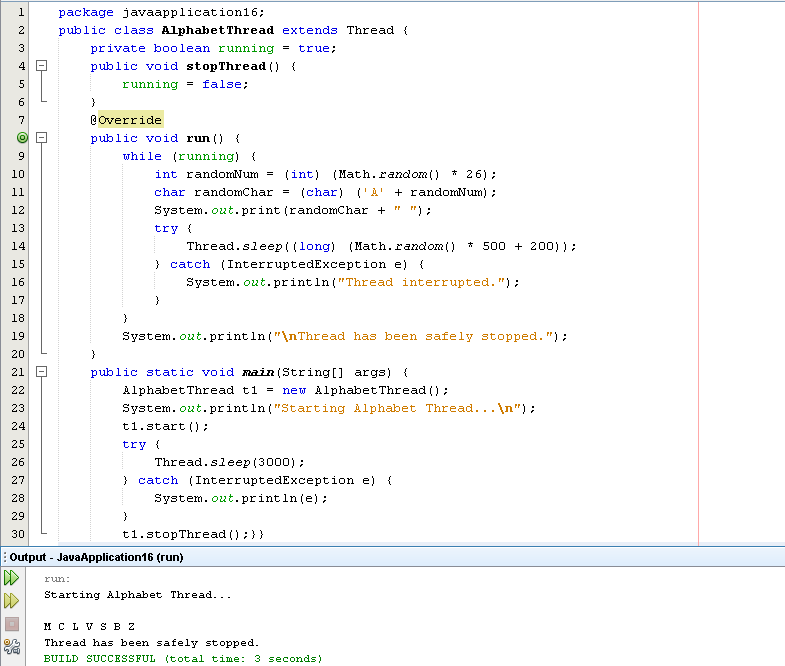 1 package javaapplication16;
2 public class AlphabetThread extends Thread {
3 private boolean running = true;
4 public void stopThread() {
5 running = false;
6 }
7 @Override
8 public void run() {
9 while (running) {
10 int randomNum = (int) (Math.random() * 26);
11 char randomChar = (char) ('A' + randomNum);
12 System.out.print(randomChar + " ");
13 try {
14 Thread.sleep((long) (Math.random() * 500 + 200));
15 } catch (InterruptedException e) {
16 System.out.println("Thread interrupted.");
17 }
18 }
19 System.out.println("\nThread has been safely stopped.");
20 }
21 public static void main(String[] args) {
22 AlphabetThread t1 = new AlphabetThread();
23 System.out.println("Starting Alphabet Thread...\n");
24 t1.start();
25 try {
26 Thread.sleep(3000);
27 } catch (InterruptedException e) {
28 System.out.println(e);
29 }
30 t1.stopThread();}}
Output - JavaApplication16 (run)
run:
Starting Alphabet Thread...
M C L V S B Z
Thread has been safely stopped.
BUILD SUCCESSFUL (total time: 3 seconds)